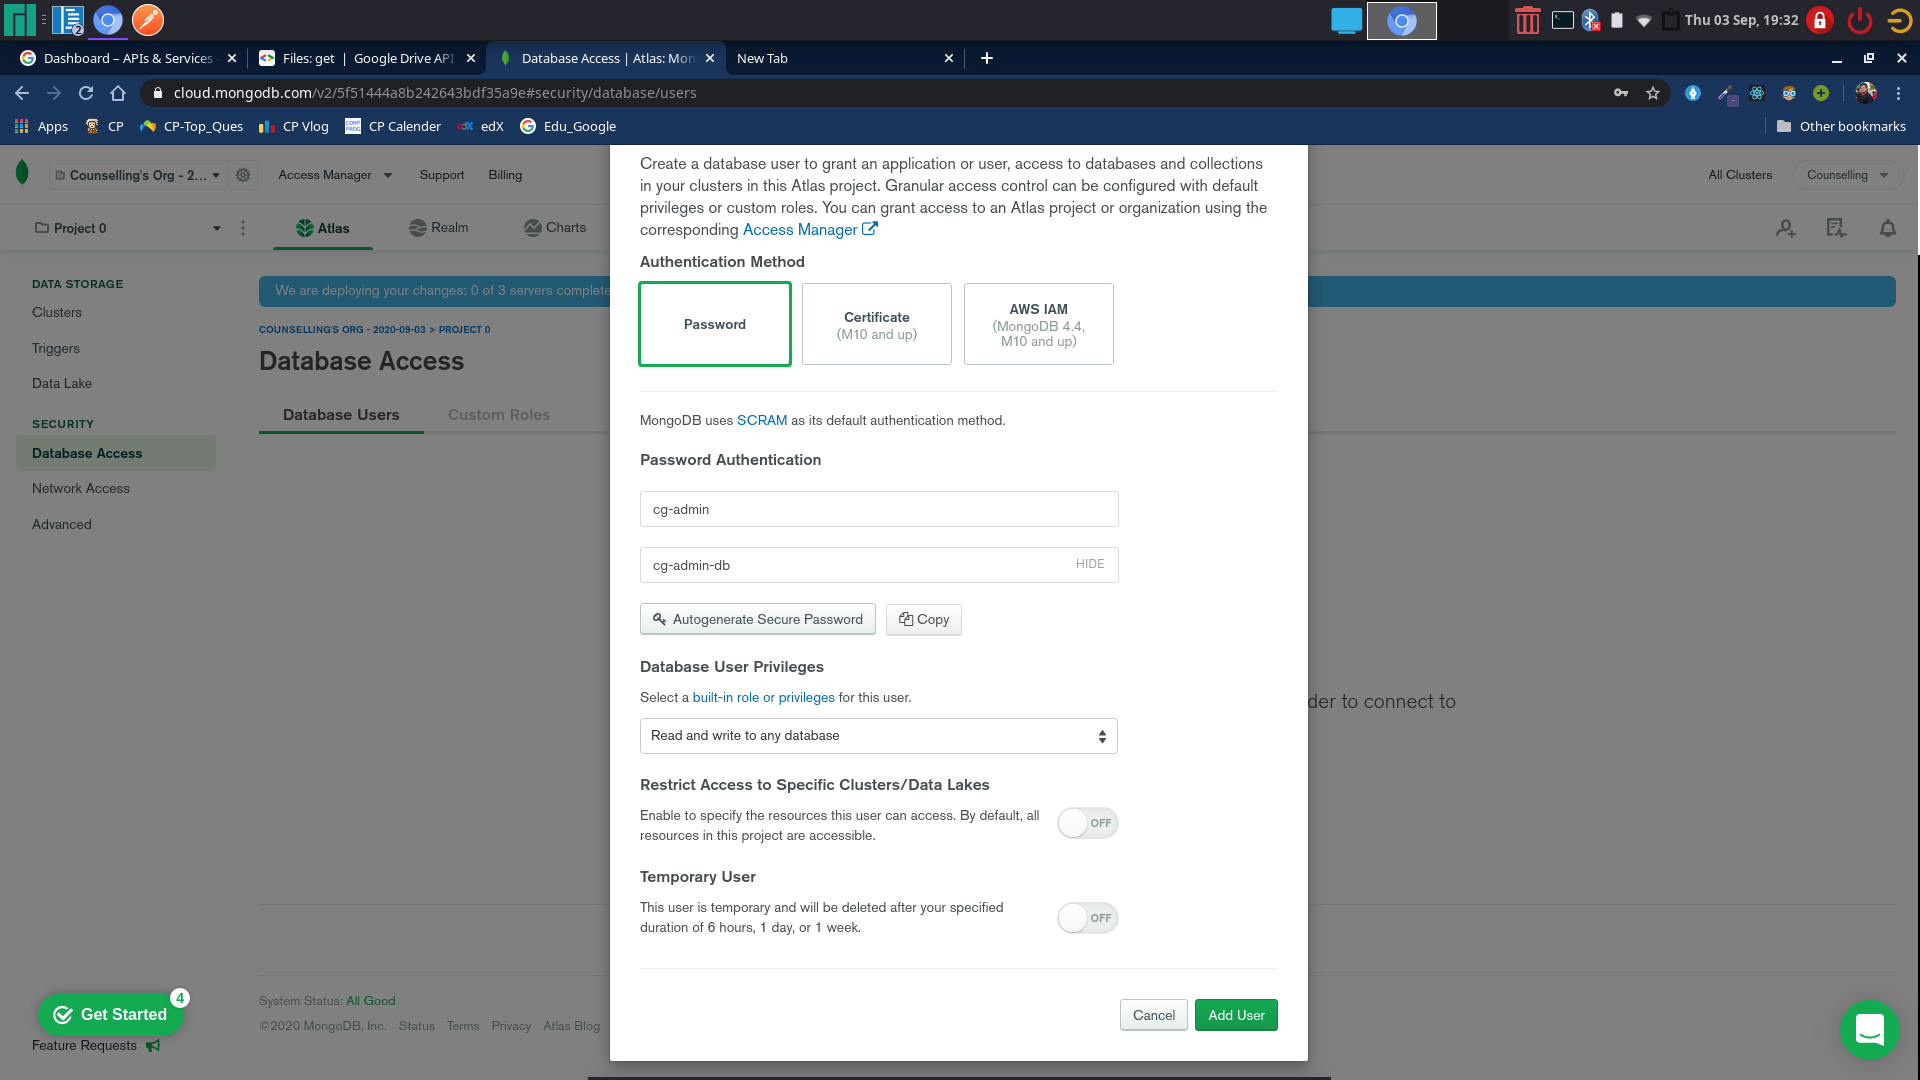 2
Thu 03 Sep, 19:32
Dashboard – APIs & Services
Files: get | Google Drive API
Database Access | Atlas: Mon
New Tab
cloud.mongodb.com/v2/5f51444a8b242643bdf35a9e#security/database/users
Apps
CP
CP-Top_Ques
CP Vlog
CP Calender
edX
Edu_Google
Other bookmarks
Counselling's Org - 2...
Access Manager
Support
Billing
All Clusters
Counselling
Project 0
Atlas
Realm
Charts
DATA STORAGE
Clusters
Triggers
Data Lake
SECURITY
Database Access
Network Access
Advanced
We are deploying your changes: 0 of 3 servers complete
COUNSELLING'S ORG - 2020-09-03 > PROJECT 0
Database Access
Database Users
Custom Roles
Create a database user to grant an application or user, access to databases and collections
in your clusters in this Atlas project. Granular access control can be configured with default
privileges or custom roles. You can grant access to an Atlas project or organization using the
corresponding Access Manager
Authentication Method
Password
Certificate
(M10 and up)
AWS IAM
(MongoDB 4.4,
M10 and up)
MongoDB uses SCRAM as its default authentication method.
Password Authentication
cg-admin
cg-admin-db
HIDE
Autogenerate Secure Password
Copy
Database User Privileges
Select a built-in role or privileges for this user.
Read and write to any database
Restrict Access to Specific Clusters/Data Lakes
Enable to specify the resources this user can access. By default, all
resources in this project are accessible.
OFF
Temporary User
This user is temporary and will be deleted after your specified
duration of 6 hours, 1 day, or 1 week.
OFF
Cancel
Add User
der to connect to
System Status: All Good
©2020 MongoDB, Inc.
Status
Terms
Privacy
Atlas Blog
Get Started
4
Feature Requests